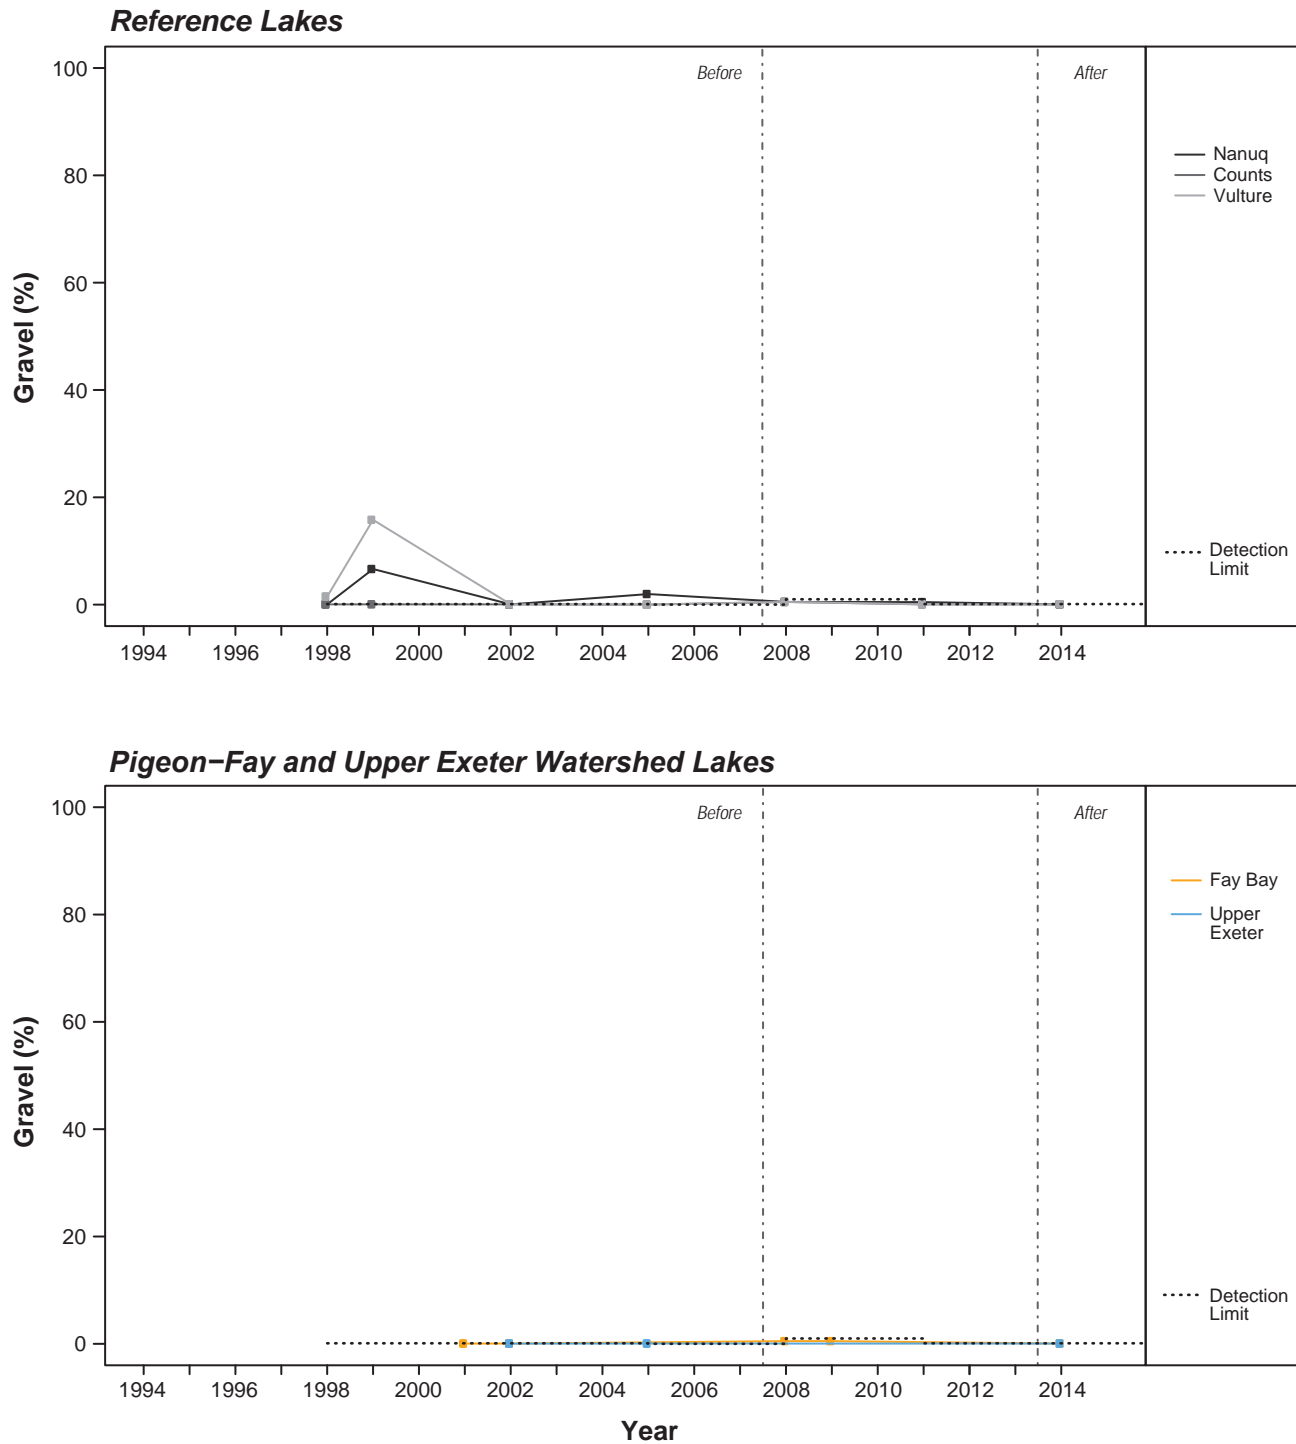 Reference Lakes
Before
After
100
80
60
40
20
0
Gravel (%)
Nanuq
Counts
Vulture
Detection
Limit
1994 1996 1998 2000 2002 2004 2006 2008 2010 2012 2014
Pigeon−Fay and Upper Exeter Watershed Lakes
Before
After
100
80
60
40
20
0
Gravel (%)
Fay Bay
Upper
Exeter
Detection
Limit
1994 1996 1998 2000 2002 2004 2006 2008 2010 2012 2014
Year